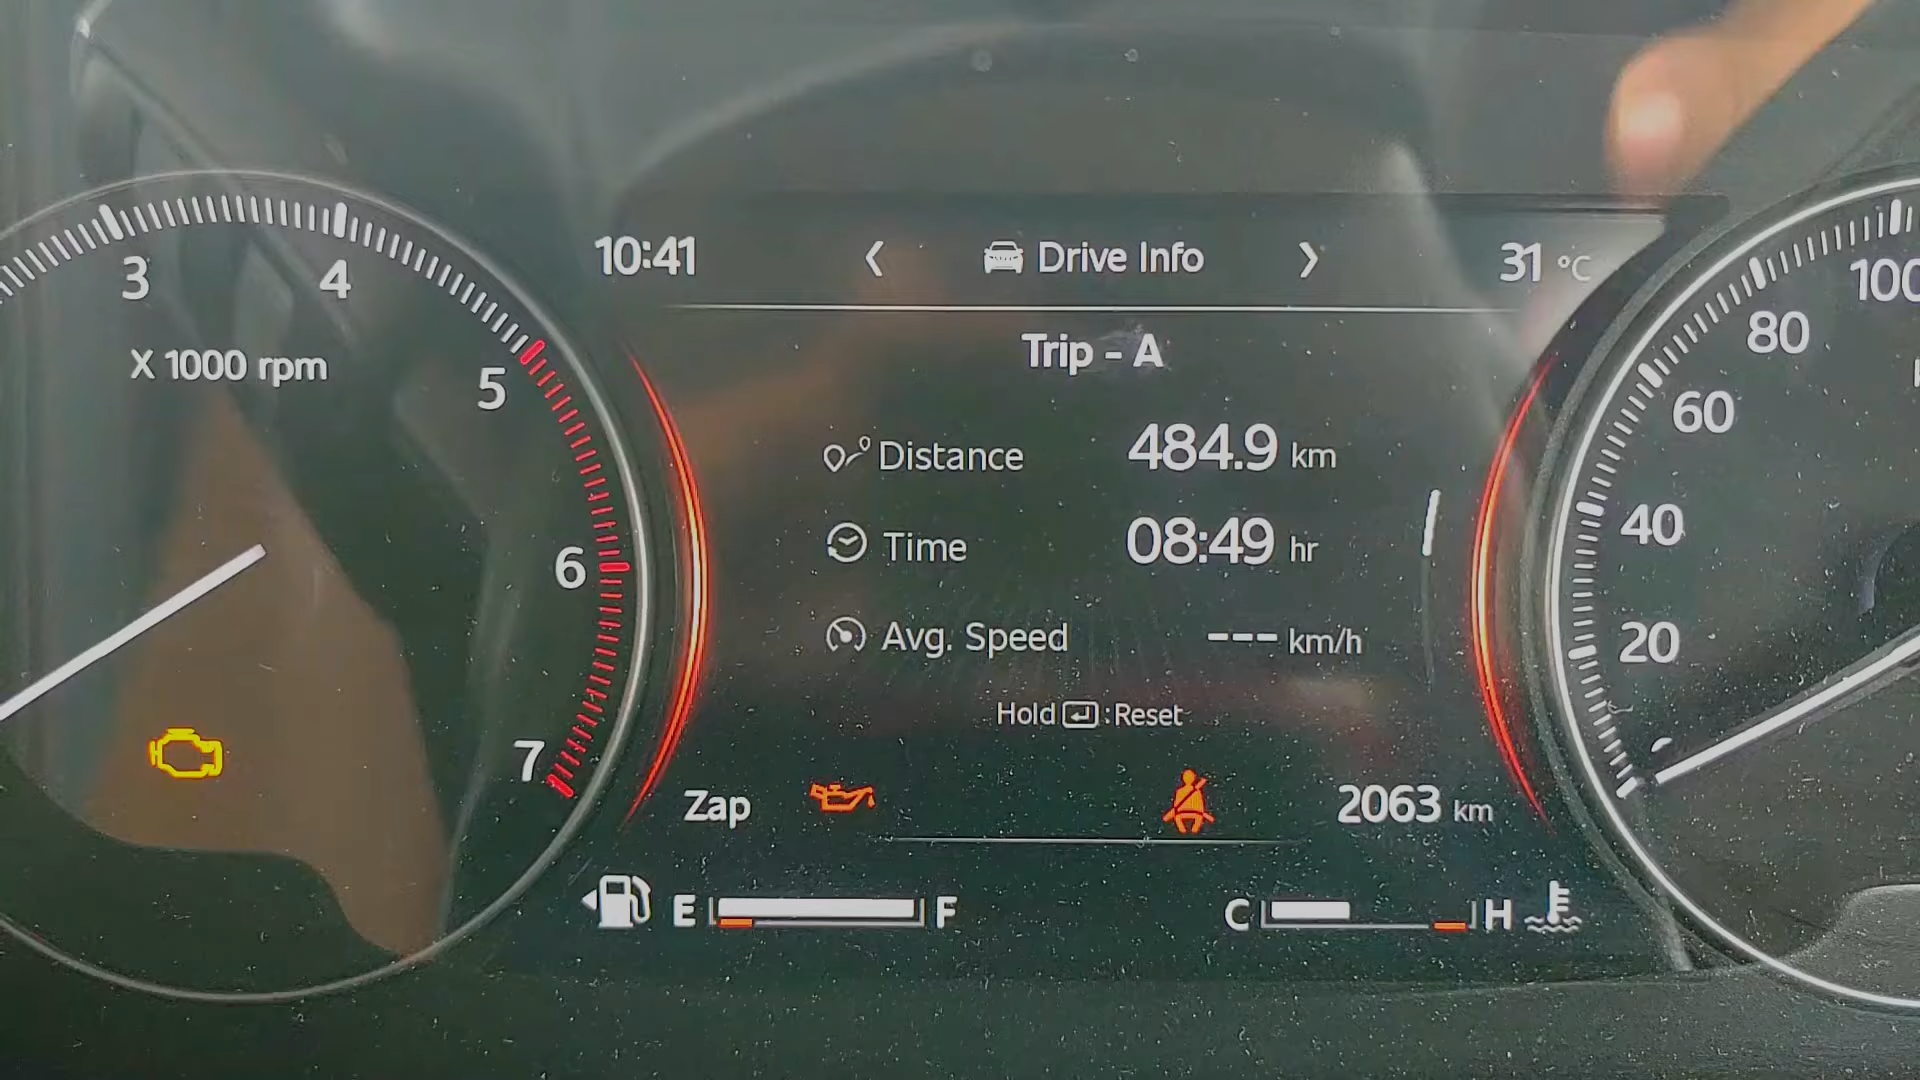 10:41 Drive Info 31 °C
Trip - A
Distance 484.9 km
Time 08:49 hr
Avg. Speed --- km/h
Hold :Reset
Zap 2063 km
E F C H
3 4 5 6 7
X 1000 rpm
20 40 60 80 100